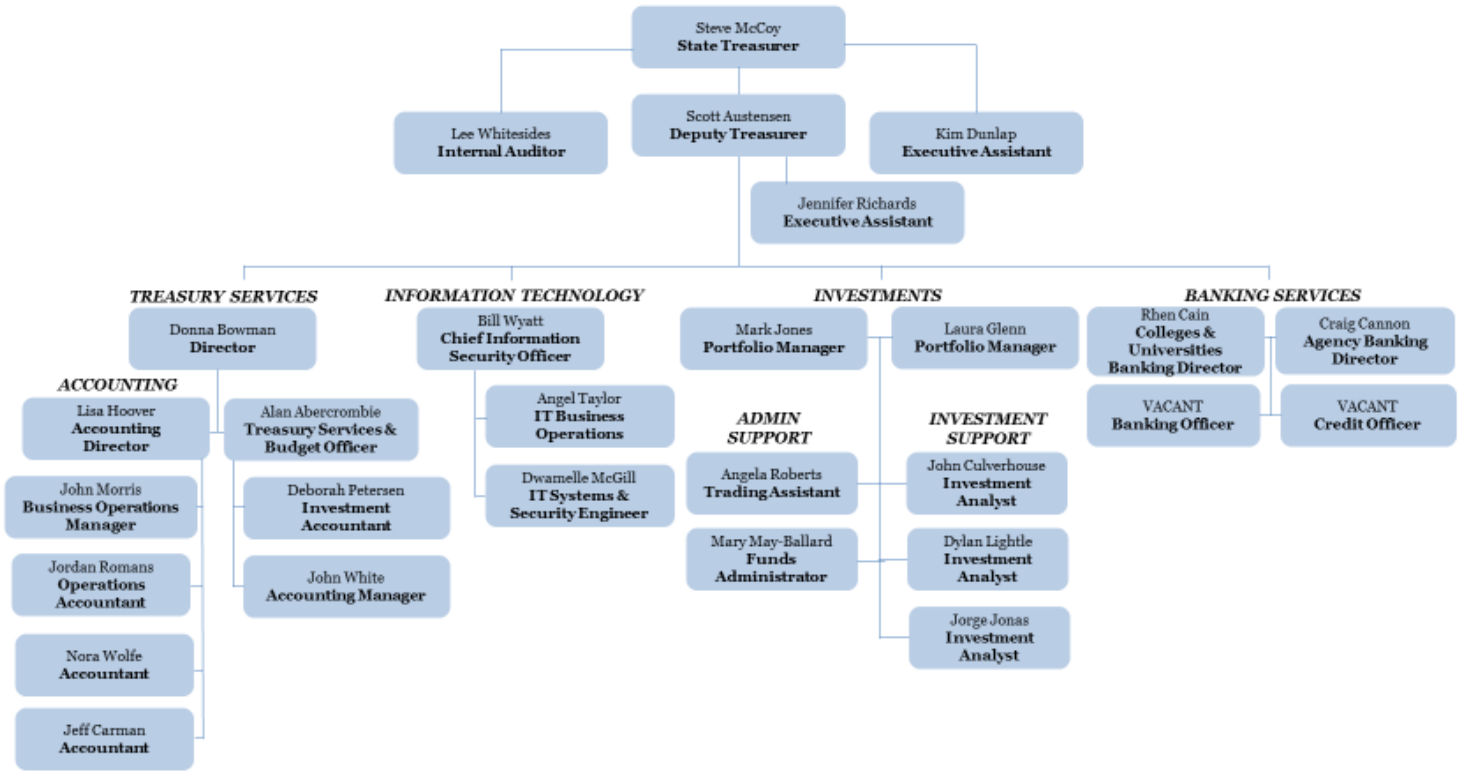 Steve McCoy
State Treasurer
Lee Whitesides
Internal Auditor
Scott Austensen
Deputy Treasurer
Kim Dunlap
Executive Assistant
Jennifer Richards
Executive Assistant
TREASURY SERVICES
Donna Bowman
Director
ACCOUNTING
Lisa Hoover
Accounting
Director
John Morris
Business Operations
Manager
Jordan Romans
Operations
Accountant
Nora Wolfe
Accountant
Jeff Carman
Accountant
Alan Abercrombie
Treasury Services &
Budget Officer
Deborah Petersen
Investment
Accountant
John White
Accounting Manager
INFORMATION TECHNOLOGY
Bill Wyatt
Chief Information
Security Officer
Angel Taylor
IT Business
Operations
Dwamelle McGill
IT Systems &
Security Engineer
INVESTMENTS
Mark Jones
Portfolio Manager
Laura Glenn
Portfolio Manager
ADMIN
SUPPORT
Angela Roberts
Trading Assistant
Mary May-Ballard
Funds
Administrator
INVESTMENT
SUPPORT
John Culverhouse
Investment
Analyst
Dylan Lightle
Investment
Analyst
Jorge Jonas
Investment
Analyst
BANKING SERVICES
Rhen Cain
Colleges &
Universities
Banking Director
Craig Cannon
Agency Banking
Director
VACANT
Banking Officer
VACANT
Credit Officer